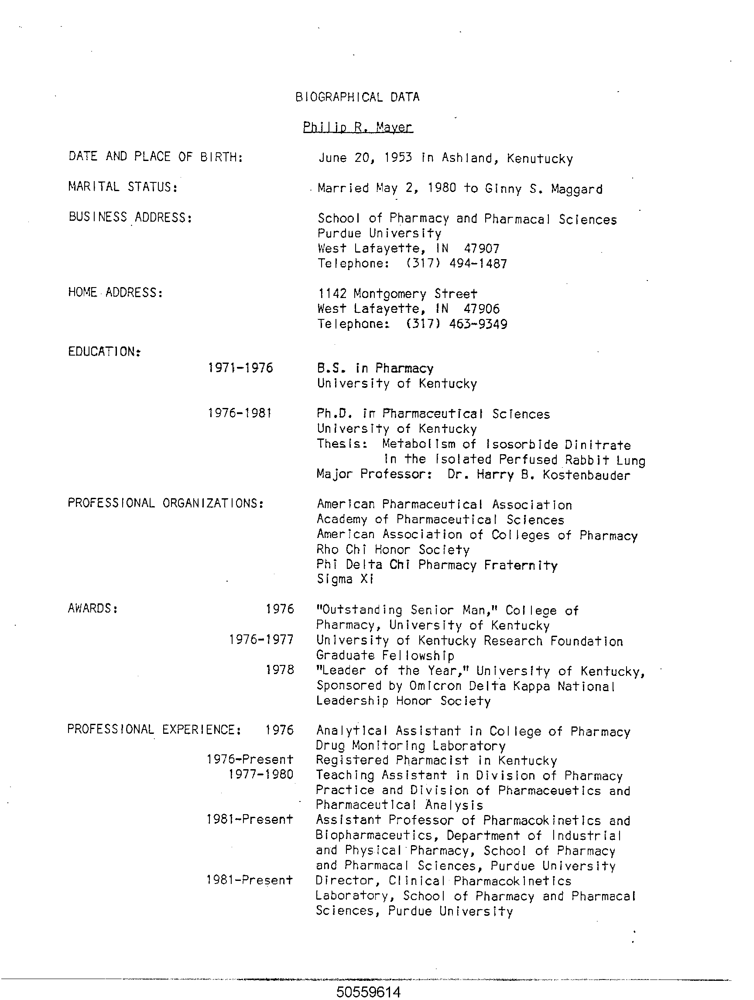 BIOGRAPHICAL DATA
Philip R. Mayer
DATE AND PLACE OF BIRTH: June 20, 1953 in Ashland, Kenutucky
MARITAL STATUS: Married May 2, 1980 to Ginny S. Maggard
BUSINESS ADDRESS: School of Pharmacy and Pharmacal Sciences
Purdue University
West Lafayette, IN 47907
Telephone: (317) 494-1487
HOME ADDRESS: 1142 Montgomery Street
West Lafayette, IN 47906
Telephone: (317) 463-9349
EDUCATION:
1971-1976 B.S. in Pharmacy
University of Kentucky
1976-1981 Ph.D. in Pharmaceutical Sciences
University of Kentucky
Thesis: Metabolism of Isosorbide Dinitrate
in the Isolated Perfused Rabbit Lung
Major Professor: Dr. Harry B. Kostenbauder
PROFESSIONAL ORGANIZATIONS: American Pharmaceutical Association
Academy of Pharmaceutical Sciences
American Association of Colleges of Pharmacy
Rho Chi Honor Society
Phi Delta Chi Pharmacy Fraternity
Sigma Xi
AWARDS: 1976 "Outstanding Senior Man," College of
Pharmacy, University of Kentucky
1976-1977 University of Kentucky Research Foundation
Graduate Fellowship
1978 "Leader of the Year," University of Kentucky,
Sponsored by Omicron Delta Kappa National
Leadership Honor Society
PROFESSIONAL EXPERIENCE: 1976 Analytical Assistant in College of Pharmacy
Drug Monitoring Laboratory
1976-Present Registered Pharmacist in Kentucky
1977-1980 Teaching Assistant in Division of Pharmacy
Practice and Division of Pharmaceuetics and
Pharmaceutical Analysis
1981-Present Assistant Professor of Pharmacokinetics and
Biopharmaceutics, Department of Industrial
and Physical Pharmacy, School of Pharmacy
and Pharmacal Sciences, Purdue University
1981-Present Director, Clinical Pharmacokinetics
Laboratory, School of Pharmacy and Pharmacal
Sciences, Purdue University
50559614